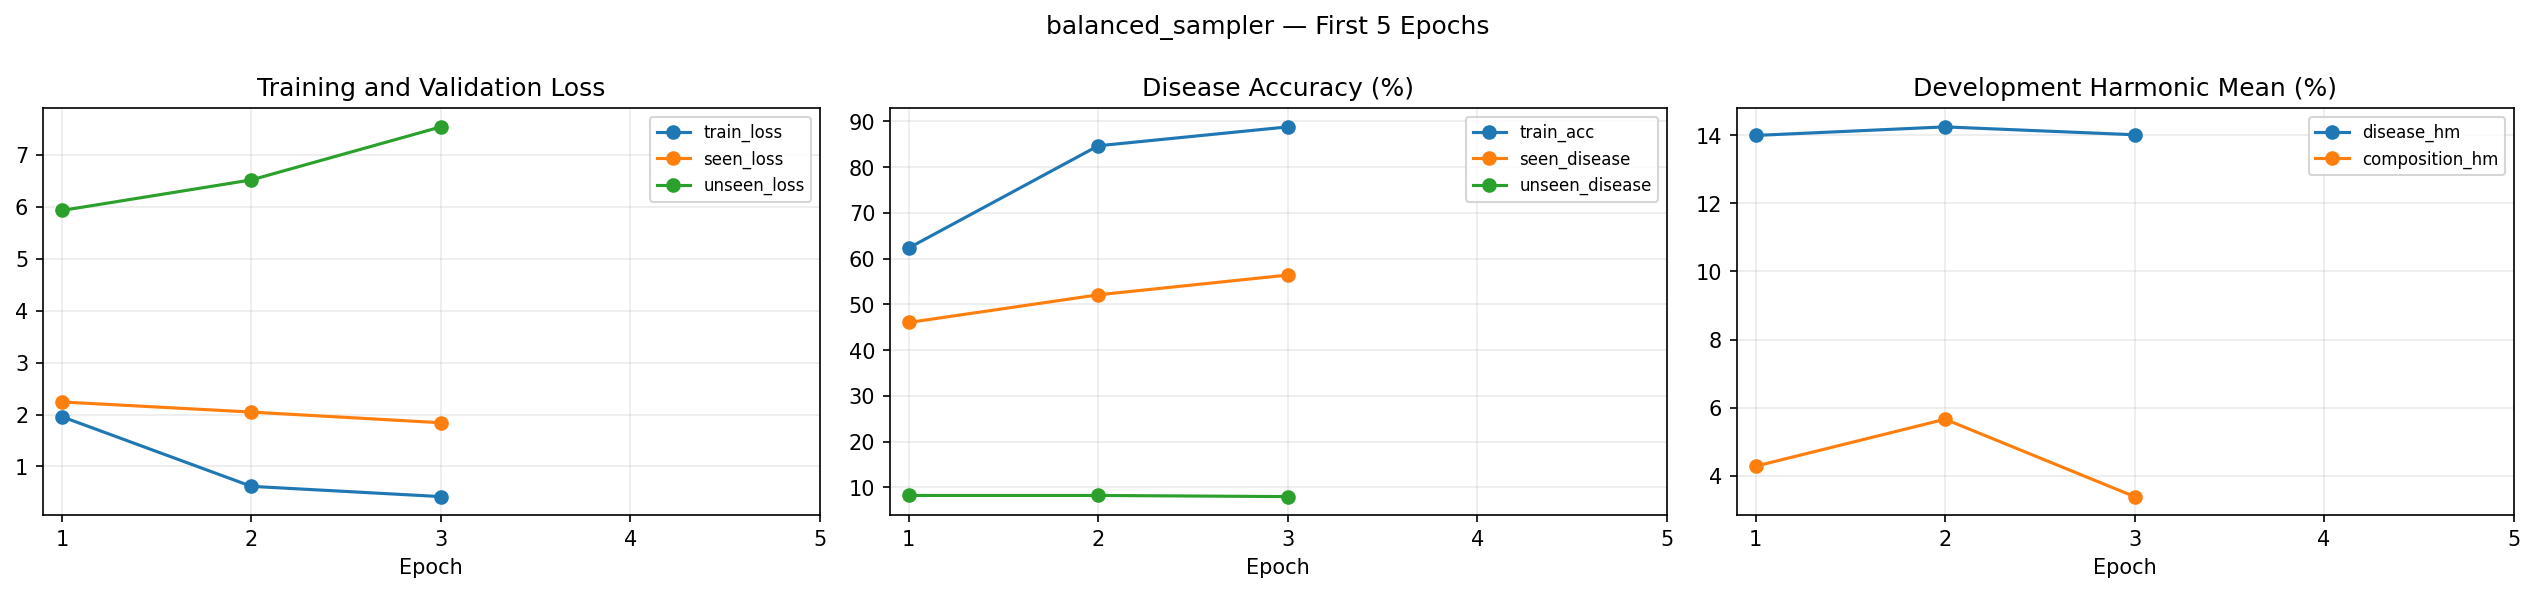 balanced_sampler — First 5 Epochs
Training and Validation Loss
7
6
5
4
3
2
1
train_loss
seen_loss
unseen_loss
1 2 3 4 5
Epoch
Disease Accuracy (%)
90
80
70
60
50
40
30
20
10
train_acc
seen_disease
unseen_disease
1 2 3 4 5
Epoch
Development Harmonic Mean (%)
14
12
10
8
6
4
disease_hm
composition_hm
1 2 3 4 5
Epoch